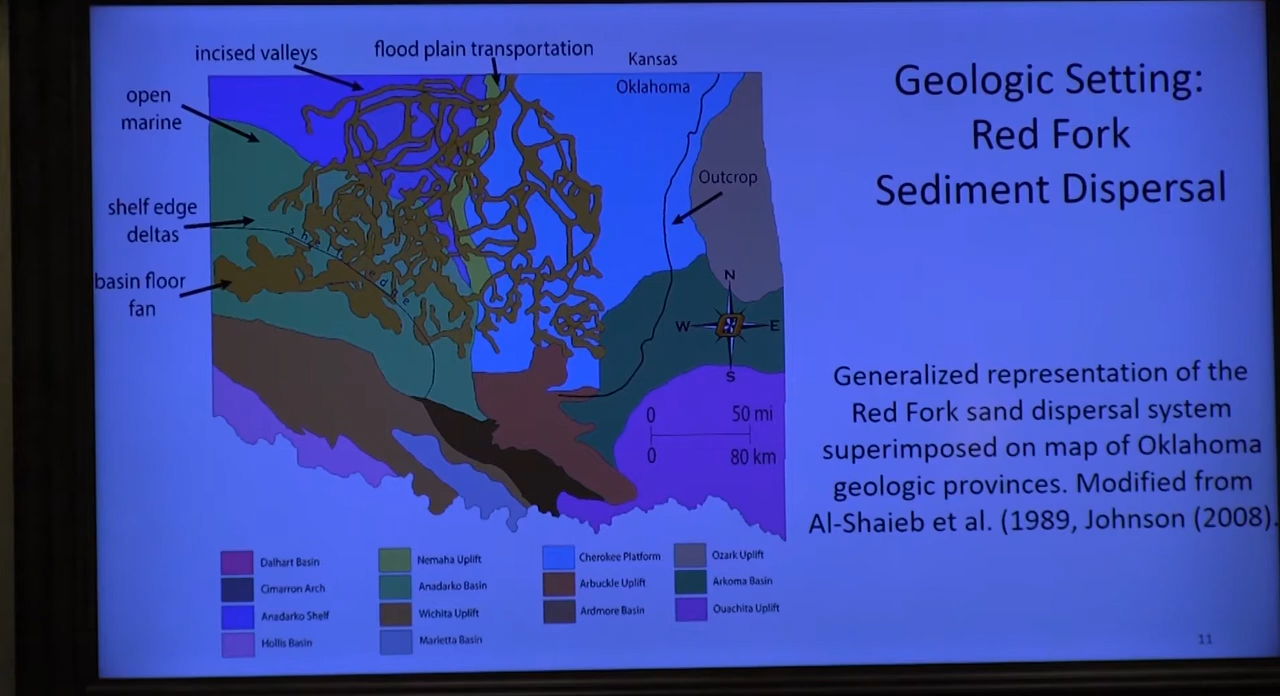 Geologic Setting:
Red Fork
Sediment Dispersal
incised valleys
flood plain transportation
Kansas
Oklahoma
open
marine
Outcrop
shelf edge
deltas
basin floor
fan
N
W
E
S
0
50 mi
0
80 km
Generalized representation of the
Red Fork sand dispersal system
superimposed on map of Oklahoma
geologic provinces. Modified from
Al-Shaieb et al. (1989, Johnson (2008)
Dalhart Basin
Cimarron Arch
Anadarko Shelf
Hollis Basin
Nemaha Uplift
Anadarko Basin
Wichita Uplift
Marietta Basin
Cherokee Platform
Arbuckle Uplift
Ardmore Basin
Ozark Uplift
Arkoma Basin
Ouachita Uplift
11